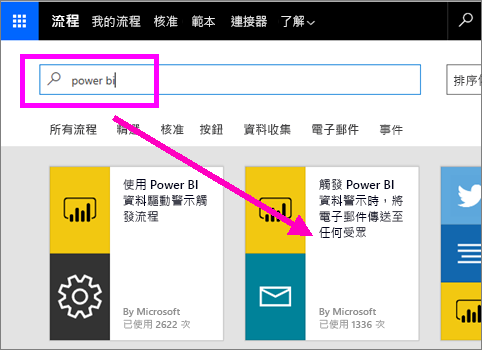 流程 我的流程 核准 範本 連接器 了解
power bi
排序
所有流程 精選 核准 按鈕 資料收集 電子郵件 事件
使用 Power BI
資料驅動警示觸
發流程
By Microsoft
已使用 2622 次
觸發 Power BI
資料警示時，將
電子郵件傳送至
任何受眾
By Microsoft
已使用 1336 次